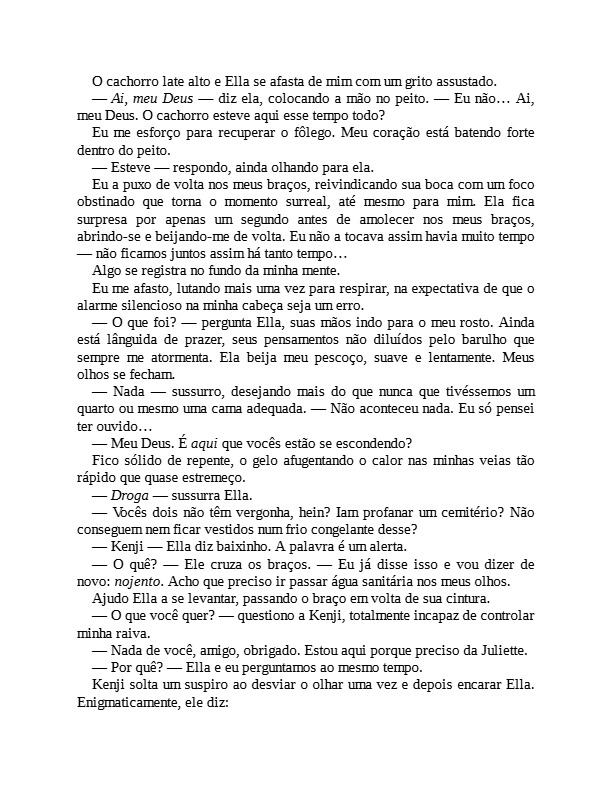 O cachorro late alto e Ella se afasta de mim com um grito assustado.
— Ai, meu Deus — diz ela, colocando a mão no peito. — Eu não… Ai,
meu Deus. O cachorro esteve aqui esse tempo todo?
Eu me esforço para recuperar o fôlego. Meu coração está batendo forte
dentro do peito.
— Esteve — respondo, ainda olhando para ela.
Eu a puxo de volta nos meus braços, reivindicando sua boca com um foco
obstinado que torna o momento surreal, até mesmo para mim. Ela fica
surpresa por apenas um segundo antes de amolecer nos meus braços,
abrindo-se e beijando-me de volta. Eu não a tocava assim havia muito tempo
— não ficamos juntos assim há tanto tempo…
Algo se registra no fundo da minha mente.
Eu me afasto, lutando mais uma vez para respirar, na expectativa de que o
alarme silencioso na minha cabeça seja um erro.
— O que foi? — pergunta Ella, suas mãos indo para o meu rosto. Ainda
está lânguida de prazer, seus pensamentos não diluídos pelo barulho que
sempre me atormenta. Ela beija meu pescoço, suave e lentamente. Meus
olhos se fecham.
— Nada — sussurro, desejando mais do que nunca que tivéssemos um
quarto ou mesmo uma cama adequada. — Não aconteceu nada. Eu só pensei
ter ouvido…
— Meu Deus. É aqui que vocês estão se escondendo?
Fico sólido de repente, o gelo afugentando o calor nas minhas veias tão
rápido que quase estremeço.
— Droga — sussurra Ella.
— Vocês dois não têm vergonha, hein? Iam profanar um cemitério? Não
conseguem nem ficar vestidos num frio congelante desse?
— Kenji — Ella diz baixinho. A palavra é um alerta.
— O quê? — Ele cruza os braços. — Eu já disse isso e vou dizer de
novo: nojento. Acho que preciso ir passar água sanitária nos meus olhos.
Ajudo Ella a se levantar, passando o braço em volta de sua cintura.
— O que você quer? — questiono a Kenji, totalmente incapaz de controlar
minha raiva.
— Nada de você, amigo, obrigado. Estou aqui porque preciso da Juliette.
— Por quê? — Ella e eu perguntamos ao mesmo tempo.
Kenji solta um suspiro ao desviar o olhar uma vez e depois encarar Ella.
Enigmaticamente, ele diz: